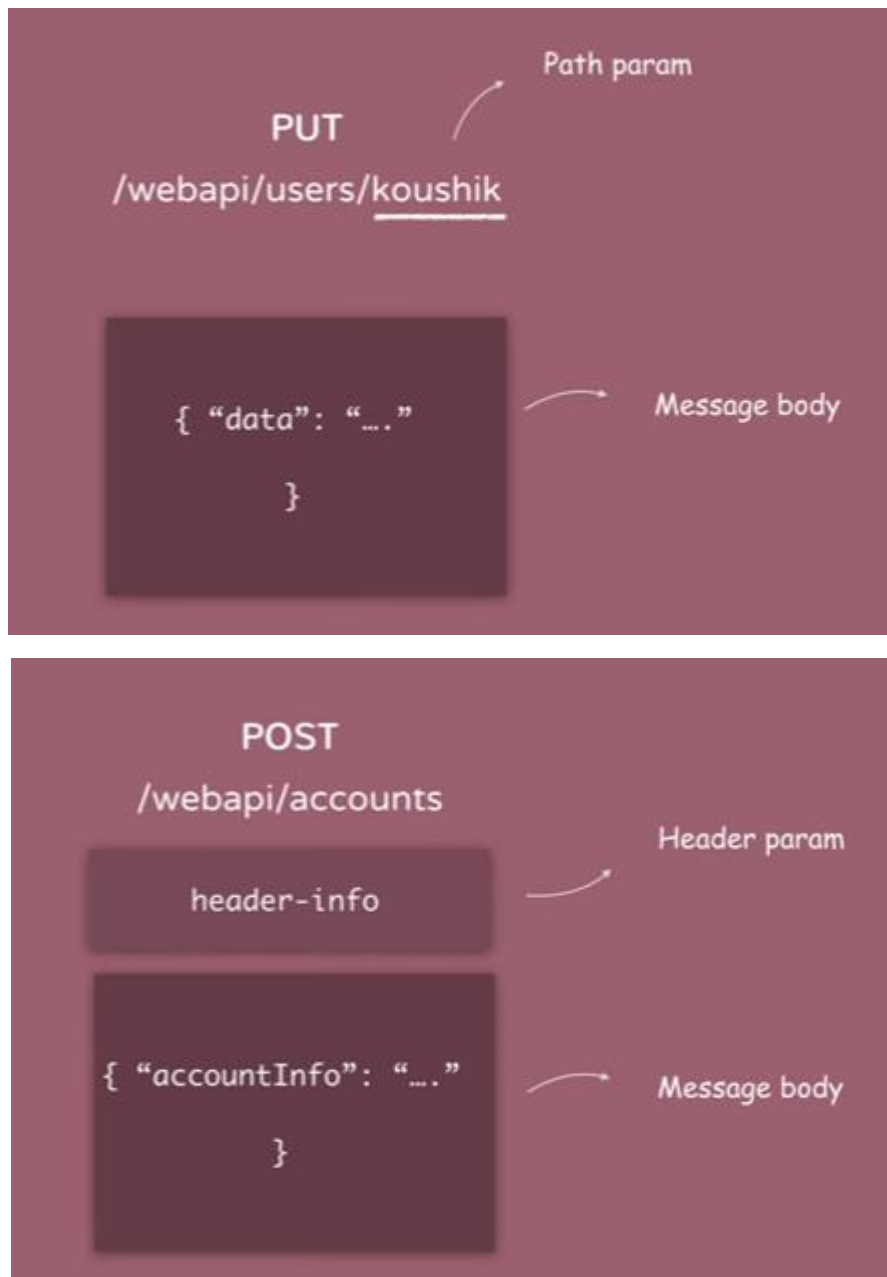 Path param
PUT
/webapi/users/koushik
{ “data”: “….”
Message body
}
POST
/webapi/accounts
Header param
header-info
{ “accountInfo”: “….”
Message body
}